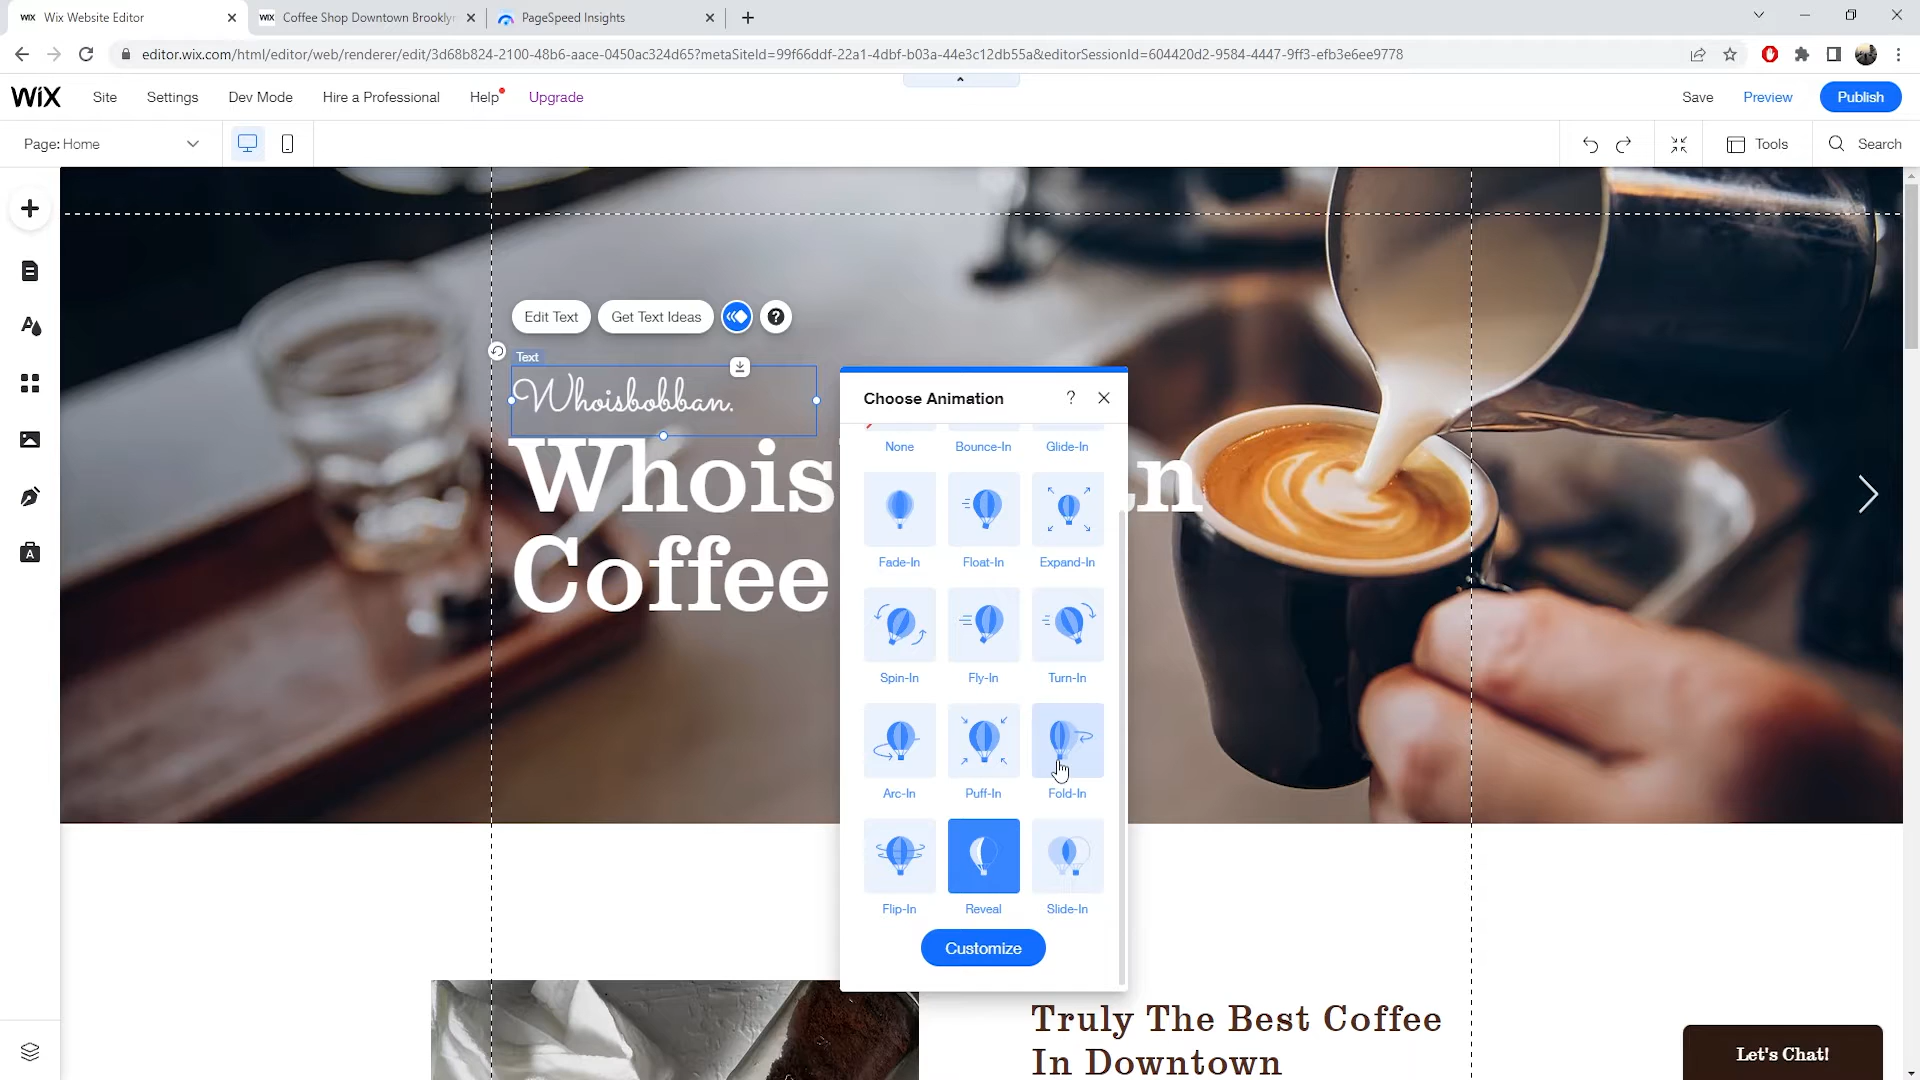 WiX Wix Website Editor
WiX Coffee Shop Downtown Brooklyn
PageSpeed Insights
editor.wix.com/html/editor/web/renderer/edit/3d68b824-2100-48b6-aace-0450ac324d65?metaSiteId=99f66ddf-22a1-4dbf-b03a-44e3c12db55a&editorSessionId=604420d2-9584-4447-9ff3-efb3e6ee9778
WiX Site Settings Dev Mode Hire a Professional Help Upgrade Save Preview Publish
Page: Home Tools Search
Edit Text Get Text Ideas ?
Text
Whoisbobban.
Whois n
Coffee
Choose Animation ?
None Bounce-In Glide-In
Fade-In Float-In Expand-In
Spin-In Fly-In Turn-In
Arc-In Puff-In Fold-In
Flip-In Reveal Slide-In
Customize
Truly The Best Coffee
In Downtown
Let's Chat!